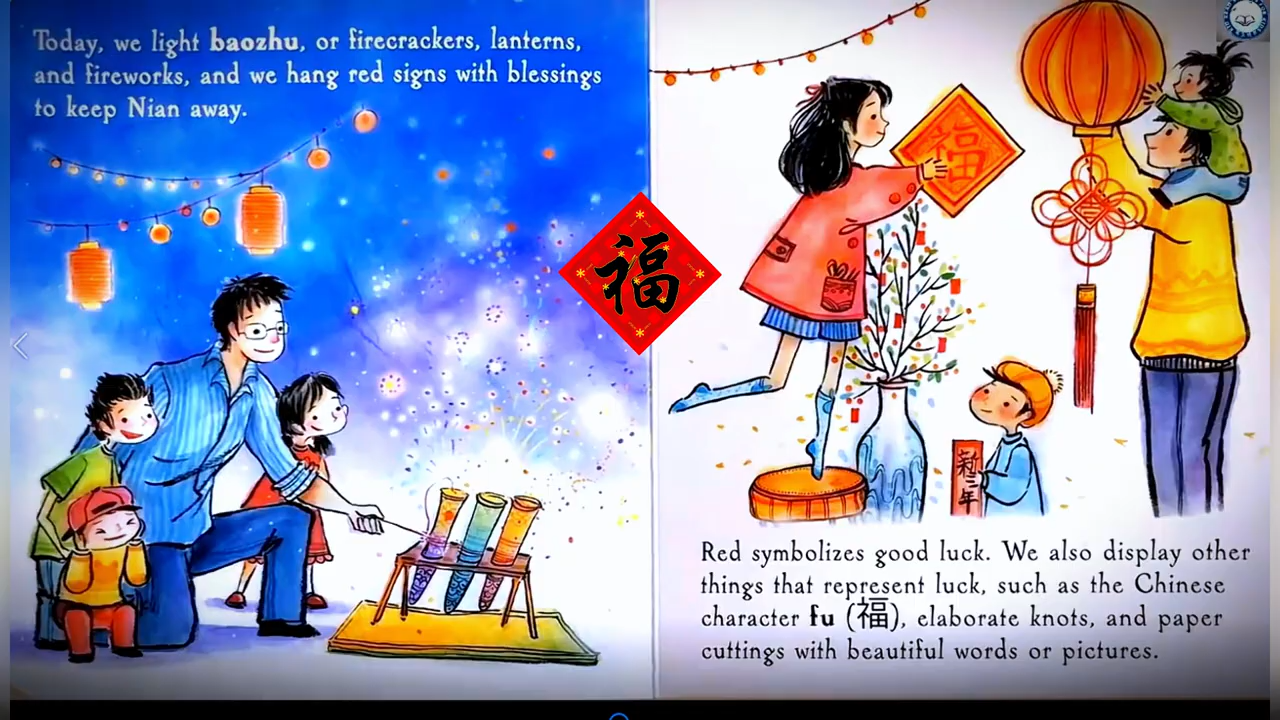 Today, we light baozhu, or firecrackers, lanterns,
and fireworks, and we hang red signs with blessings
to keep Nian away.
福
福
Red symbolizes good luck. We also display other
things that represent luck, such as the Chinese
character fu (福), elaborate knots, and paper
cuttings with beautiful words or pictures.